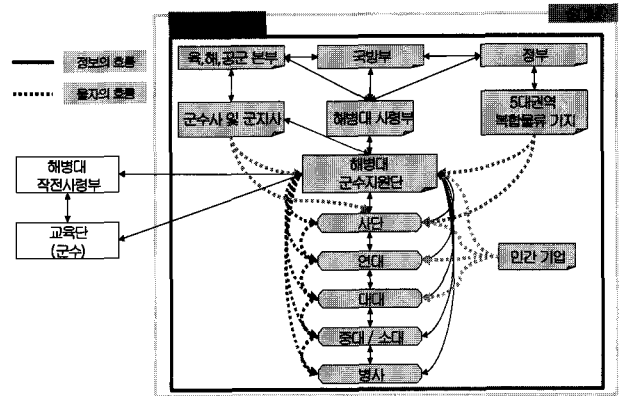 정보의 흐름
물자의 흐름
육,해,공군 본부
국방부
정부
군수사 및 군지사
해병대 사령부
5대권역
복합물류 기지
해병대
작전사령부
해병대
군수지원단
교육단
(군수)
사단
연대
민간 기업
대대
중대 / 소대
병사